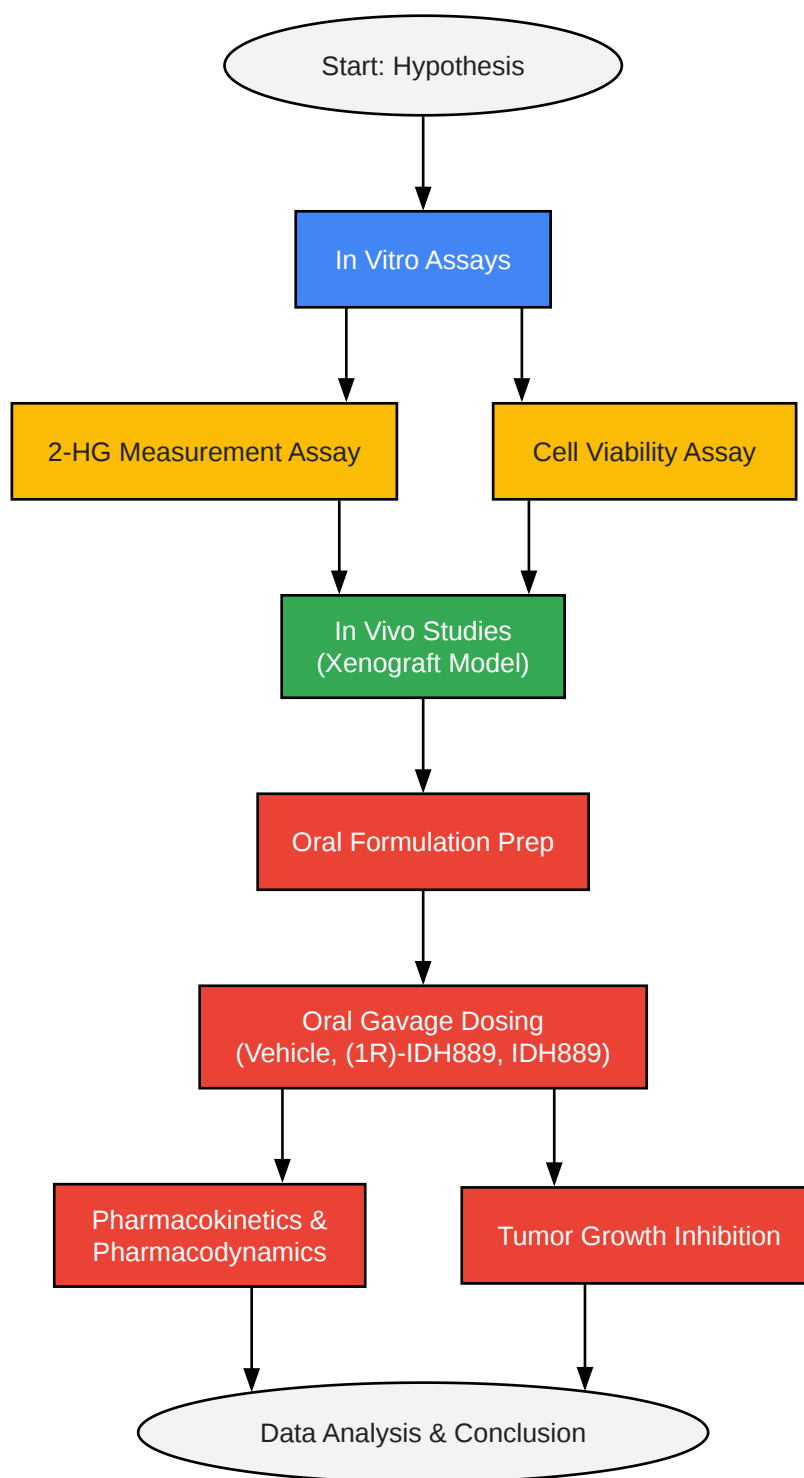 Start: Hypothesis
In Vitro Assays
2-HG Measurement Assay
Cell Viability Assay
In Vivo Studies
(Xenograft Model)
Oral Formulation Prep
Oral Gavage Dosing
(Vehicle, (1R)-IDH889, IDH889)
Pharmacokinetics &
Pharmacodynamics
Tumor Growth Inhibition
Data Analysis & Conclusion